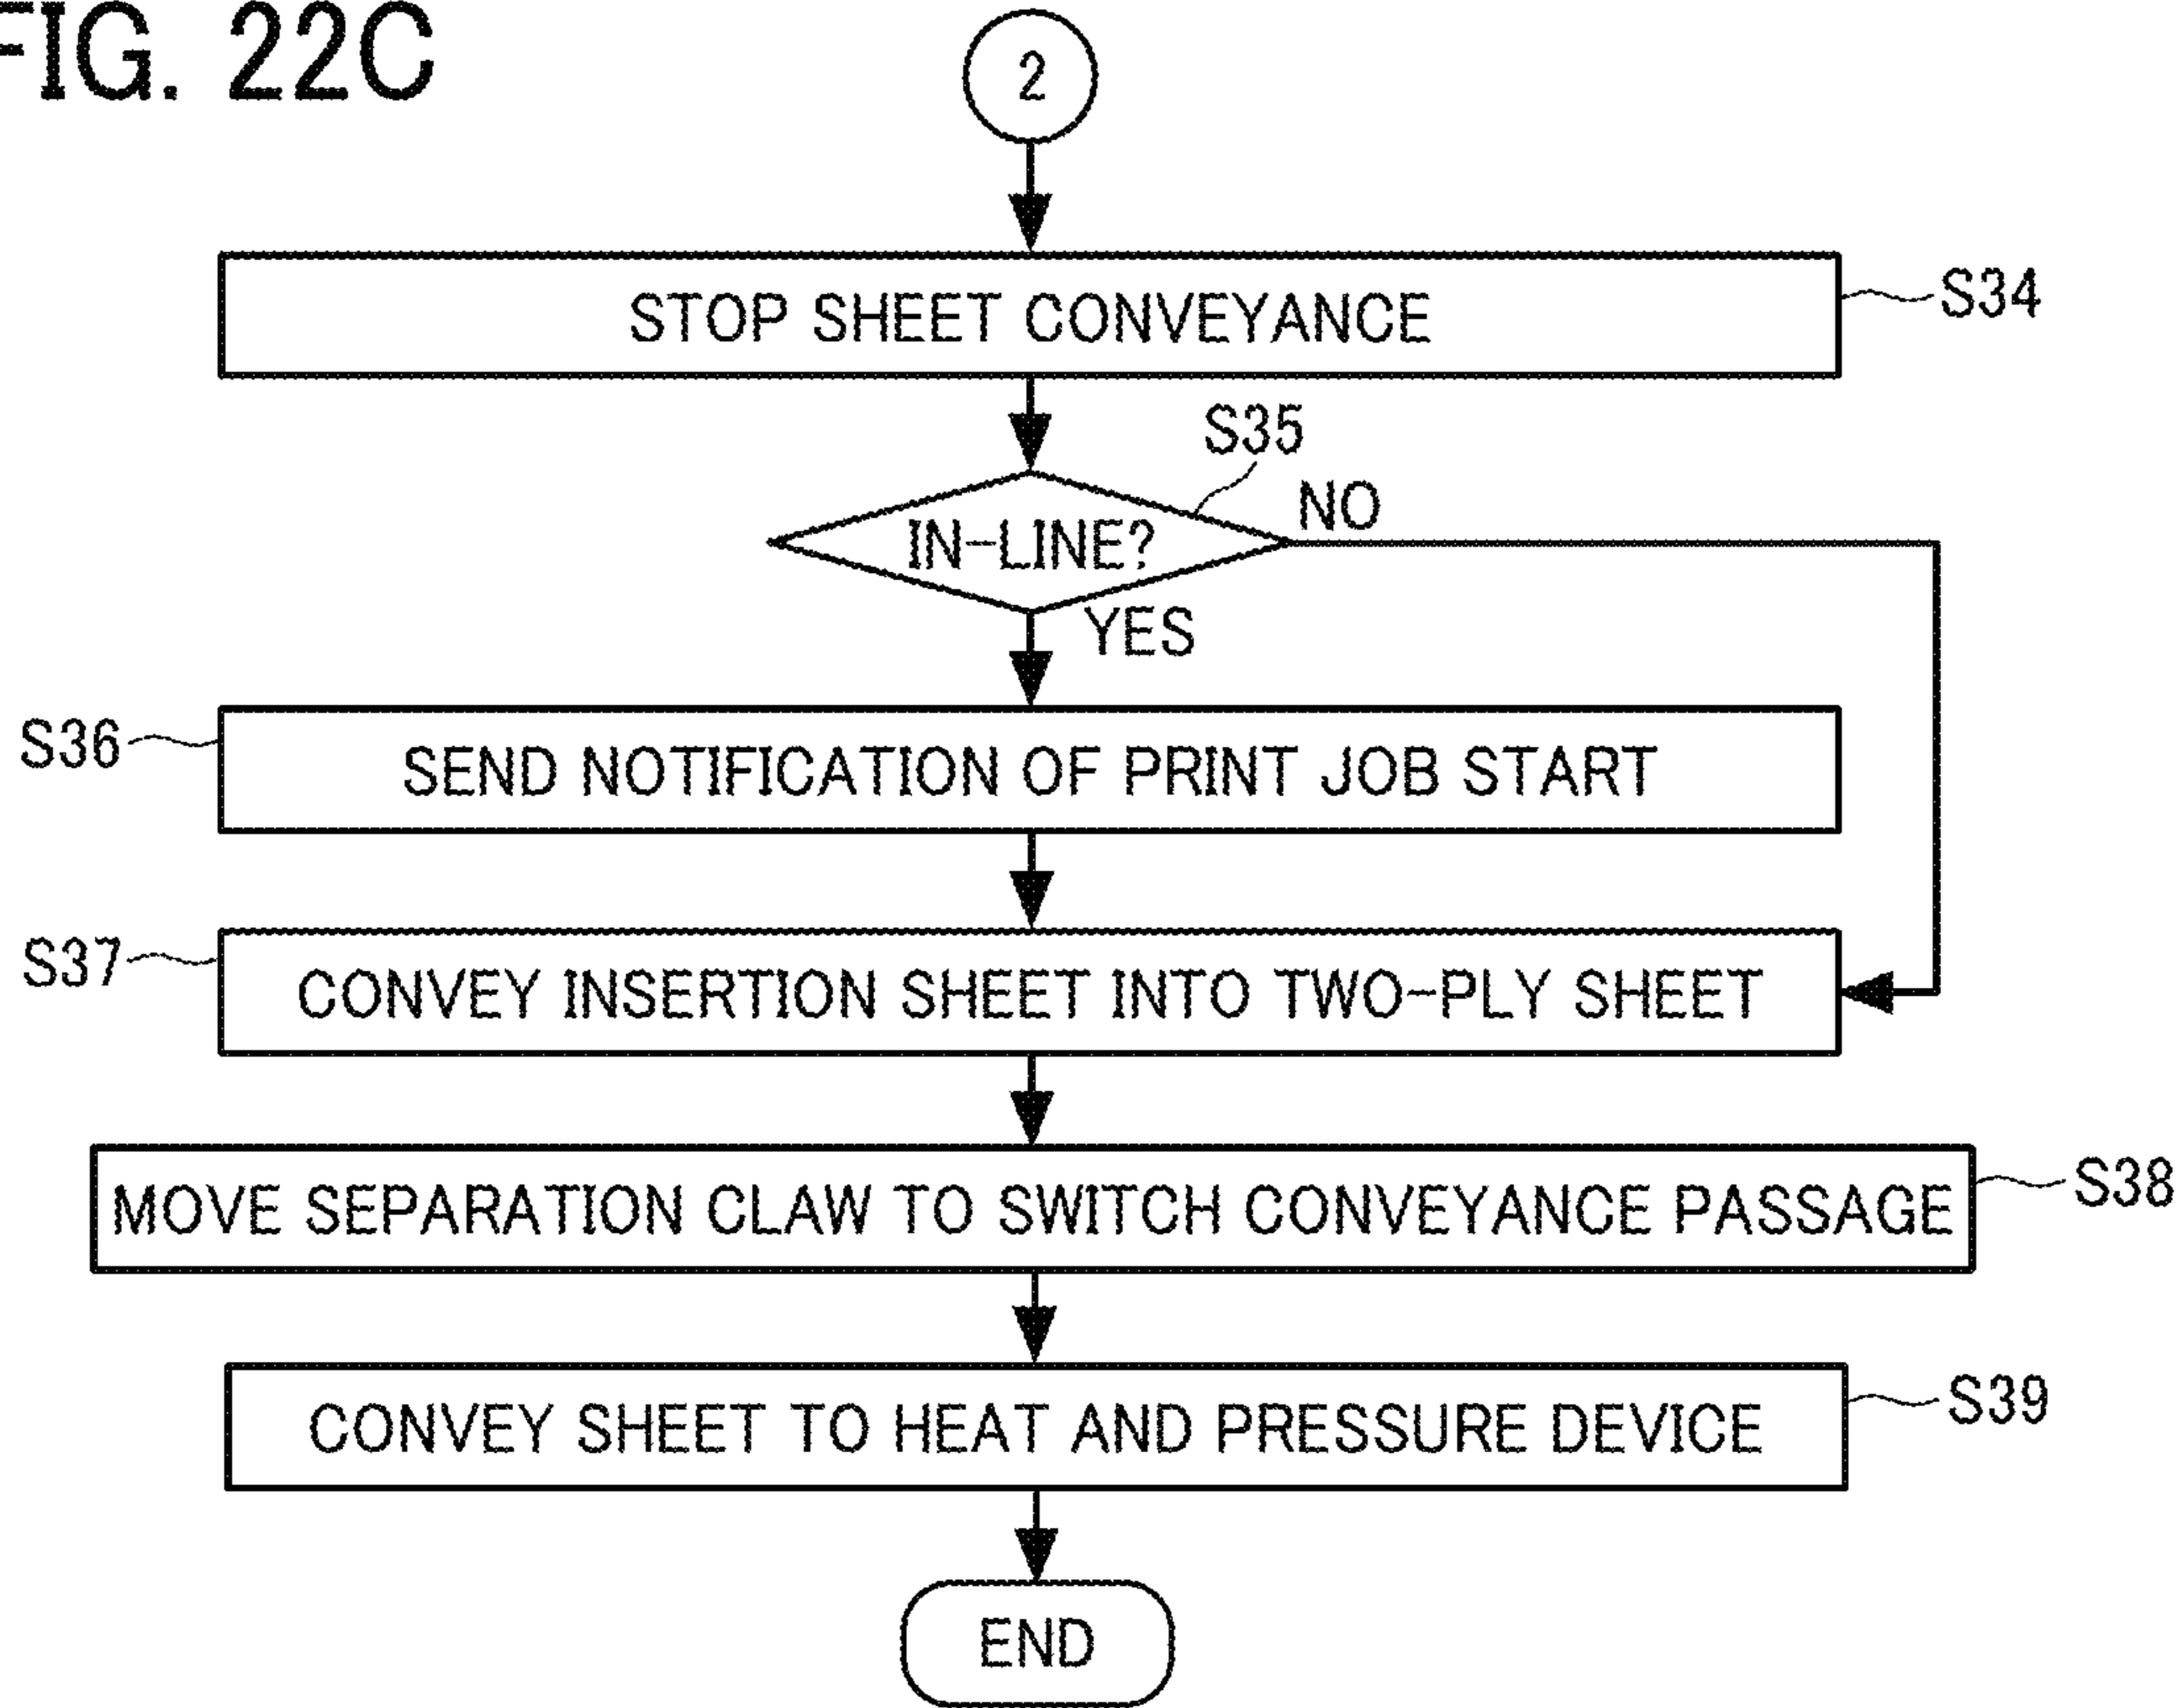 FIG. 22C
2
STOP SHEET CONVEYANCE
S34
S35
IN-LINE?
NO
YES
S36
SEND NOTIFICATION OF PRINT JOB START
S37
CONVEY INSERTION SHEET INTO TWO-PLY SHEET
MOVE SEPARATION CLAW TO SWITCH CONVEYANCE PASSAGE
S38
CONVEY SHEET TO HEAT AND PRESSURE DEVICE
S39
END